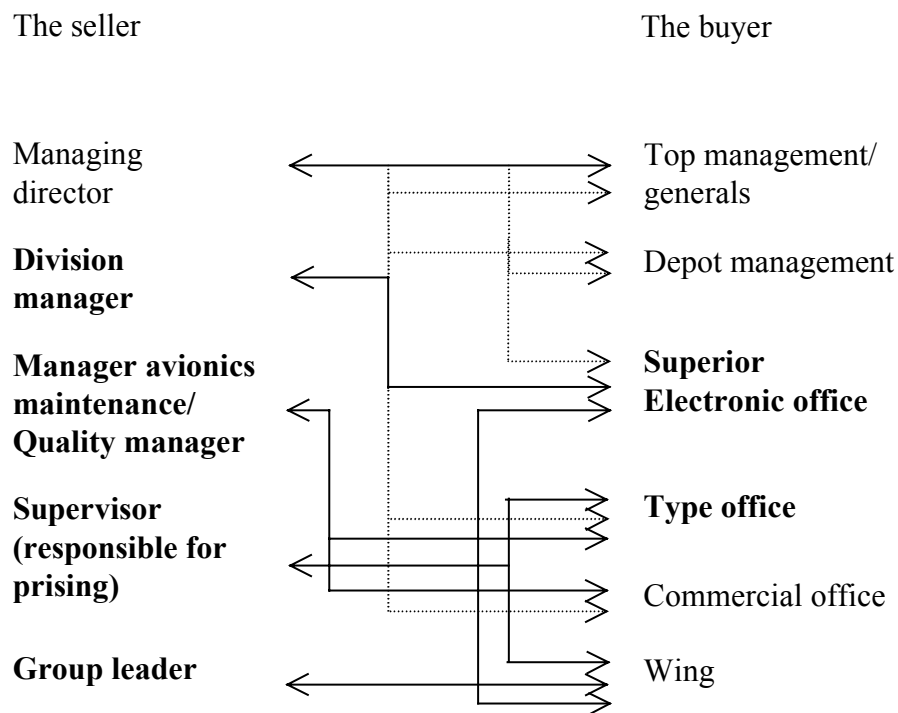 The seller
The buyer
Managing
director
Top management/
generals
Division
manager
Depot management
Manager avionics
maintenance/
Quality manager
Superior
Electronic office
Supervisor
(responsible for
prising)
Type office
Commercial office
Group leader
Wing